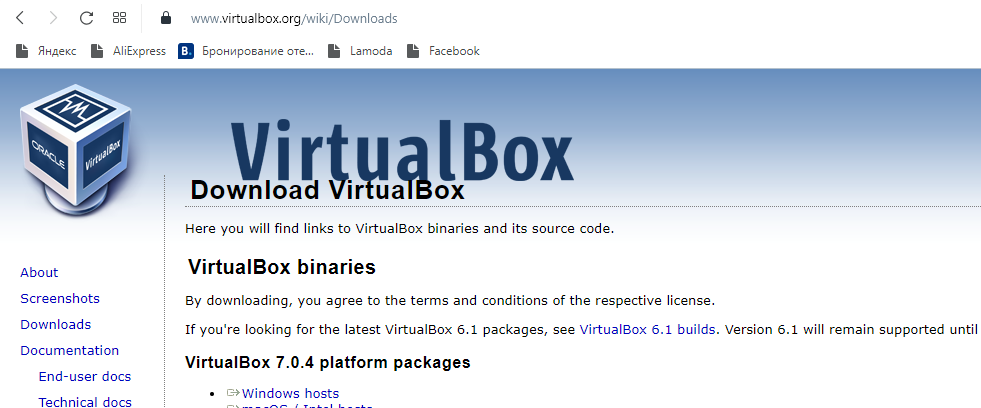 www.virtualbox.org/wiki/Downloads
Яндекс AliExpress B. Бронирование оте... Lamoda Facebook
ORACLE VirtualBox
VirtualBox
Download VirtualBox
Here you will find links to VirtualBox binaries and its source code.
VirtualBox binaries
By downloading, you agree to the terms and conditions of the respective license.
If you're looking for the latest VirtualBox 6.1 packages, see VirtualBox 6.1 builds. Version 6.1 will remain supported until
VirtualBox 7.0.4 platform packages
Windows hosts
macOS / Intel hosts
About
Screenshots
Downloads
Documentation
End-user docs
Technical docs